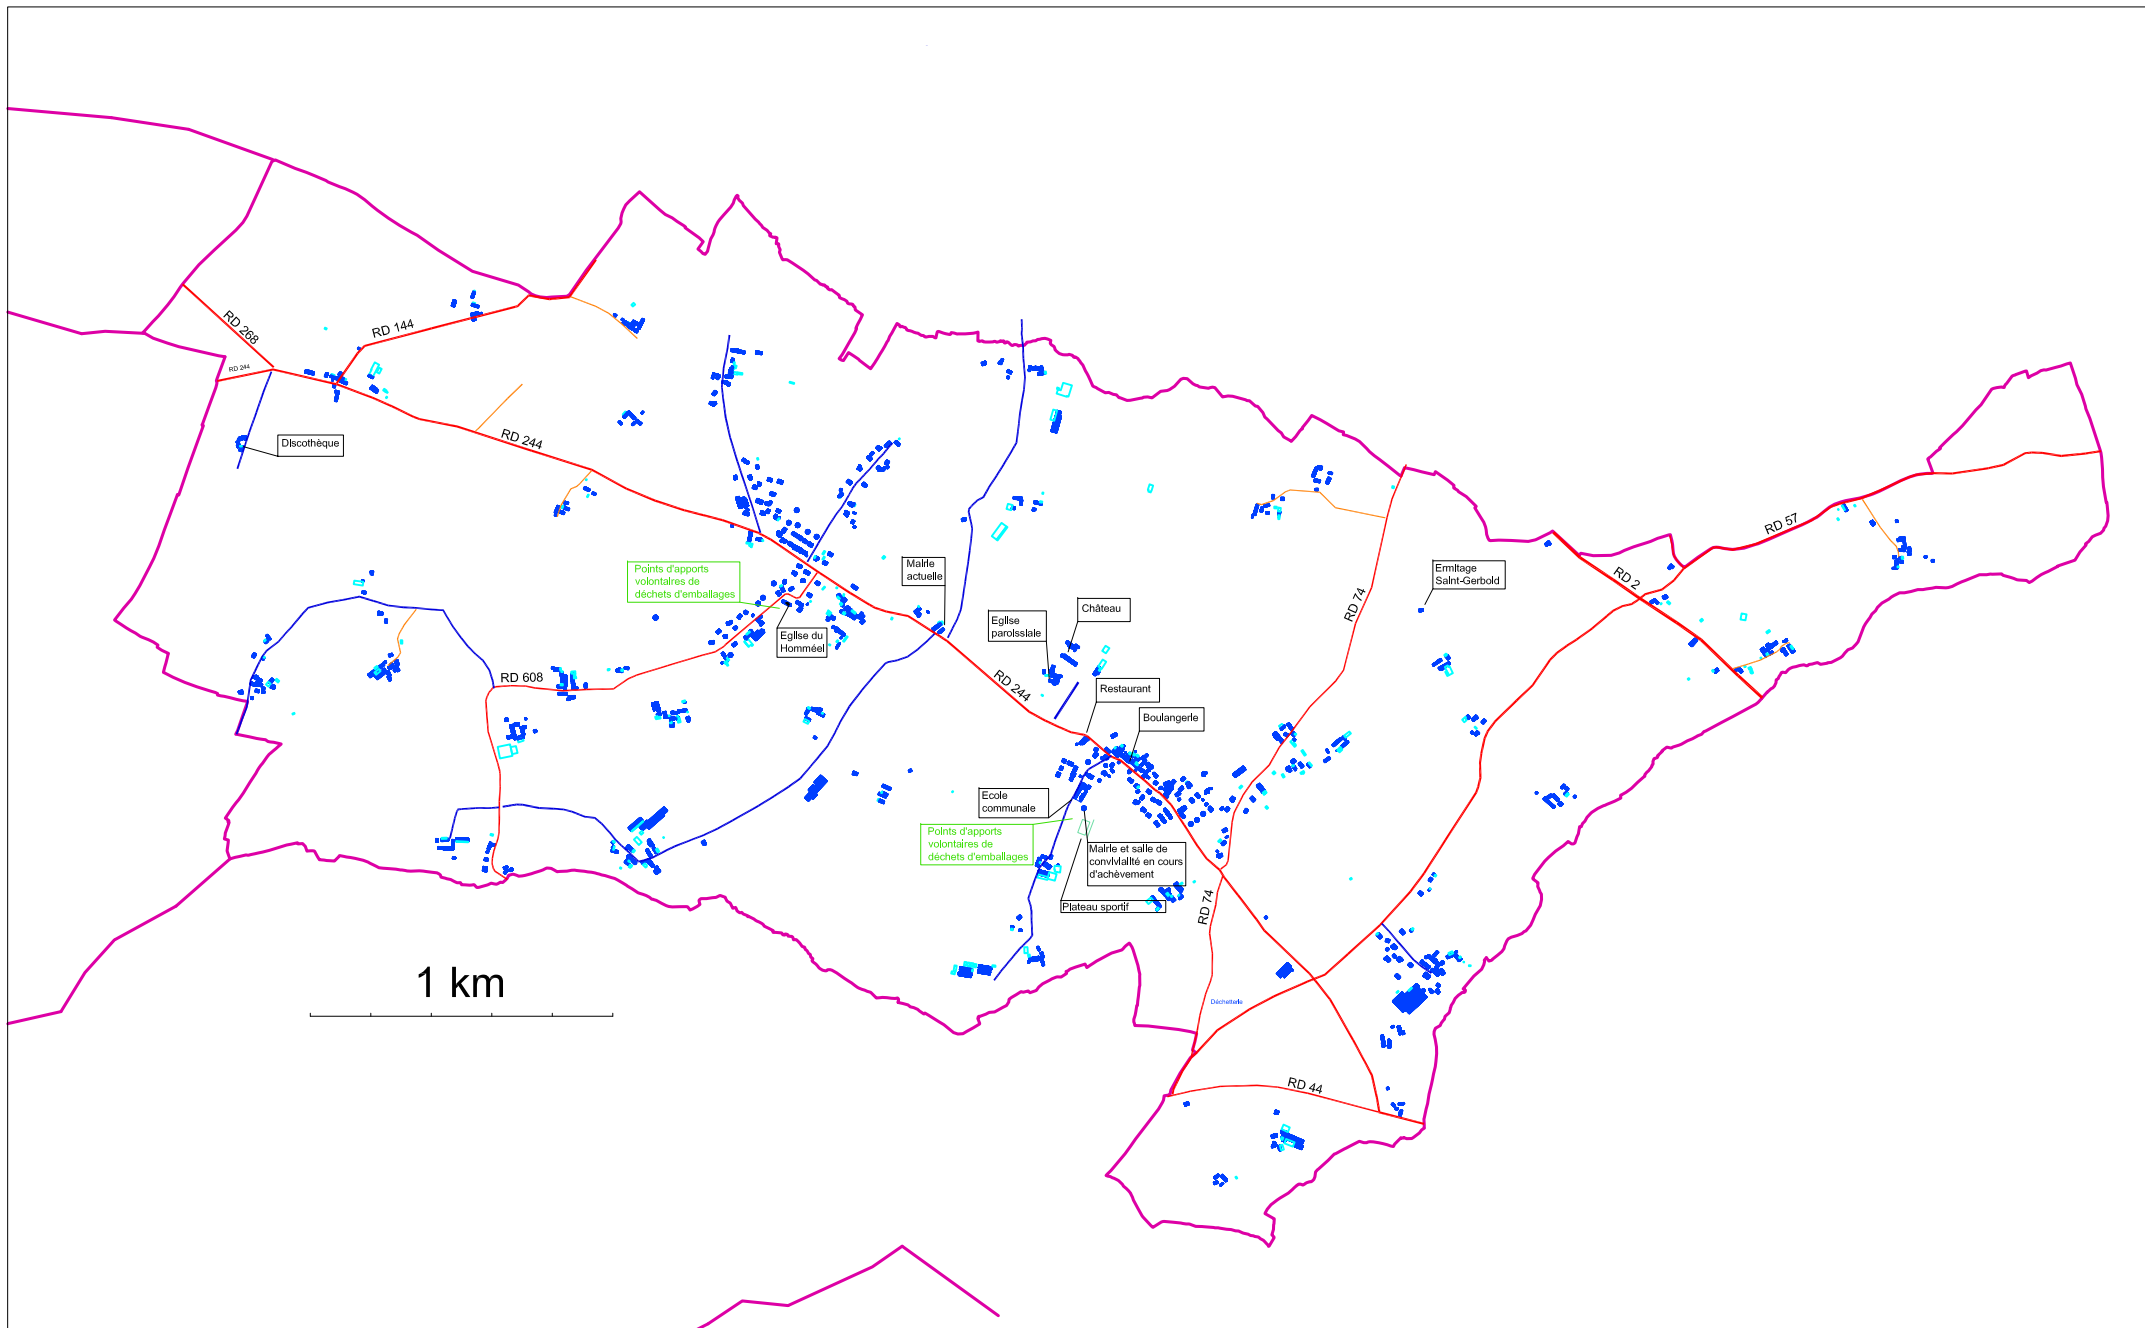 RD 268
RD 144
RD 244
RD 244
Discothèque
Points d'apports
volontaires de
déchets d'emballages
Eglise du
Homméel
Mairie
actuelle
Eglise
paroissiale
Château
RD 74
Ermitage
Saint-Gerbold
RD 2
RD 57
RD 608
RD 244
Restaurant
Boulangerie
Ecole
communale
Points d'apports
volontaires de
déchets d'emballages
Mairie et salle de
convivialité en cours
d'achèvement
Plateau sportif
RD 74
1 km
Déchetterie
RD 44